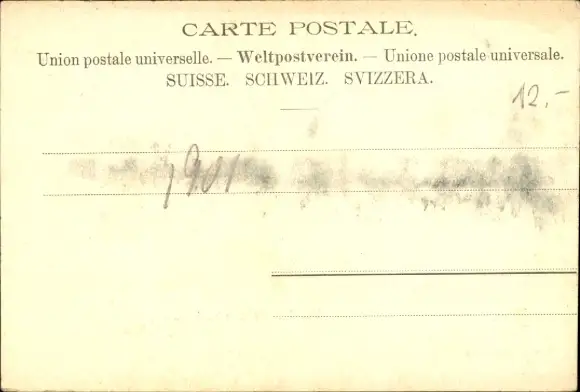 CARTE POSTALE.
Union postale universelle. — Weltpostverein. — Unione postale universale.
SUISSE. SCHWEIZ. SVIZZERA.
12.-
1901